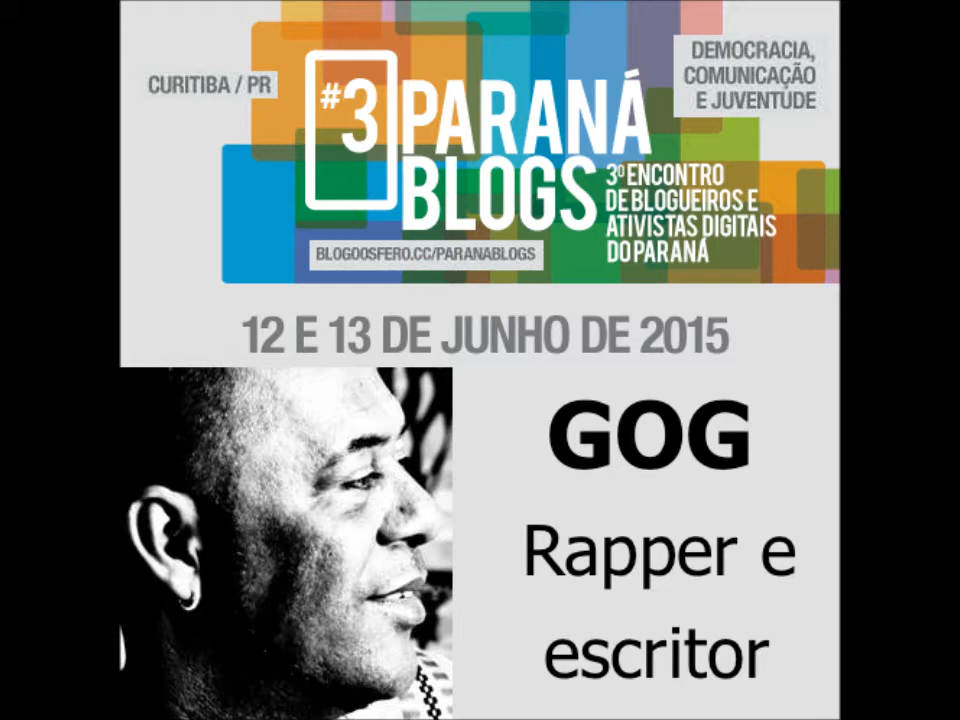 CURITIBA / PR
#3 PARANÁ
BLOGS
3º ENCONTRO
DE BLOGUEIROS E
ATIVISTAS DIGITAIS
DO PARANÁ
DEMOCRACIA,
COMUNICAÇÃO
E JUVENTUDE
BLOGOOSFERO.CC/PARANABLOGS
12 E 13 DE JUNHO DE 2015
GOG
Rapper e
escritor